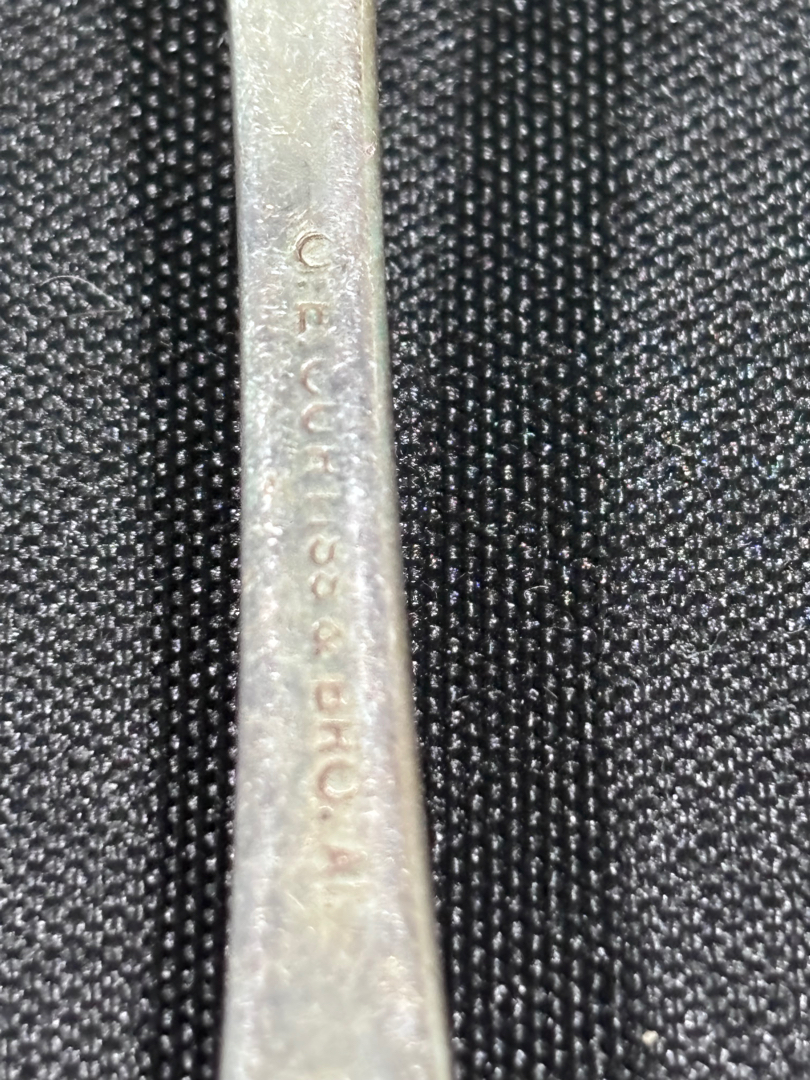 J.E. CURTISS & BRO. A1